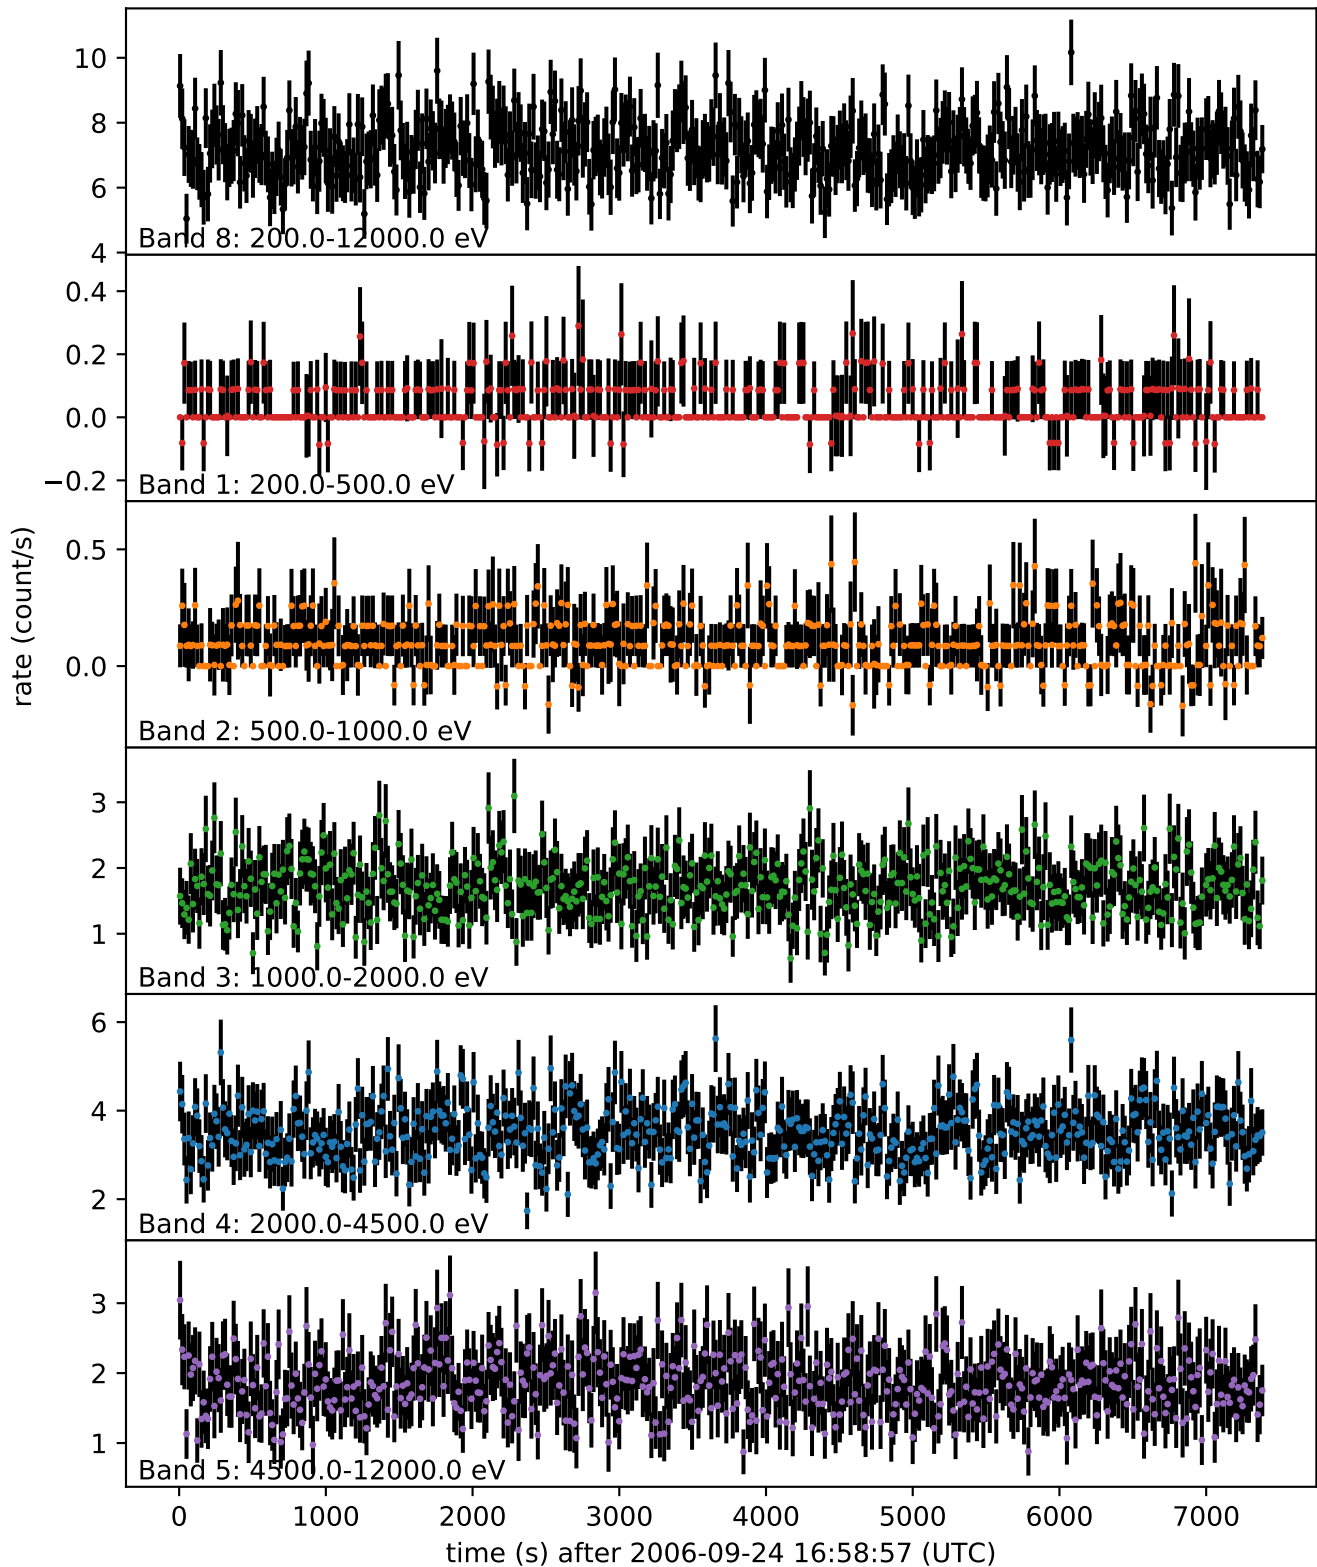 10
8
6
4
Band 8: 200.0-12000.0 eV
0.4
0.2
0.0
−0.2
Band 1: 200.0-500.0 eV
0.5
0.0
Band 2: 500.0-1000.0 eV
rate (count/s)
3
2
1
Band 3: 1000.0-2000.0 eV
6
4
2
Band 4: 2000.0-4500.0 eV
3
2
1
Band 5: 4500.0-12000.0 eV
0 1000 2000 3000 4000 5000 6000 7000
time (s) after 2006-09-24 16:58:57 (UTC)